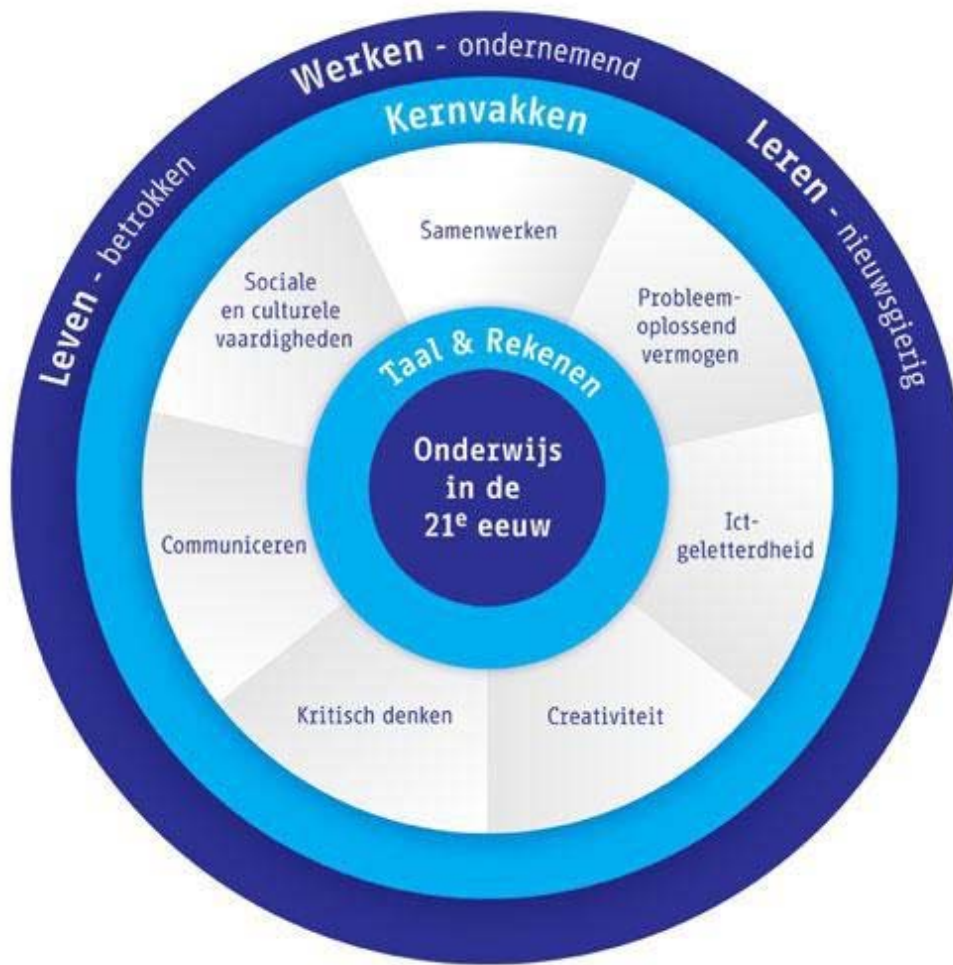 Werken - ondernemend
Leven - betrokken
Leren - nieuwsgierig
Kernvakken
Samenwerken
Sociale
en culturele
vaardigheden
Probleem-
oplossend
vermogen
Taal & Rekenen
Onderwijs
in de
21e eeuw
Communiceren
Ict-
geletterdheid
Kritisch denken
Creativiteit